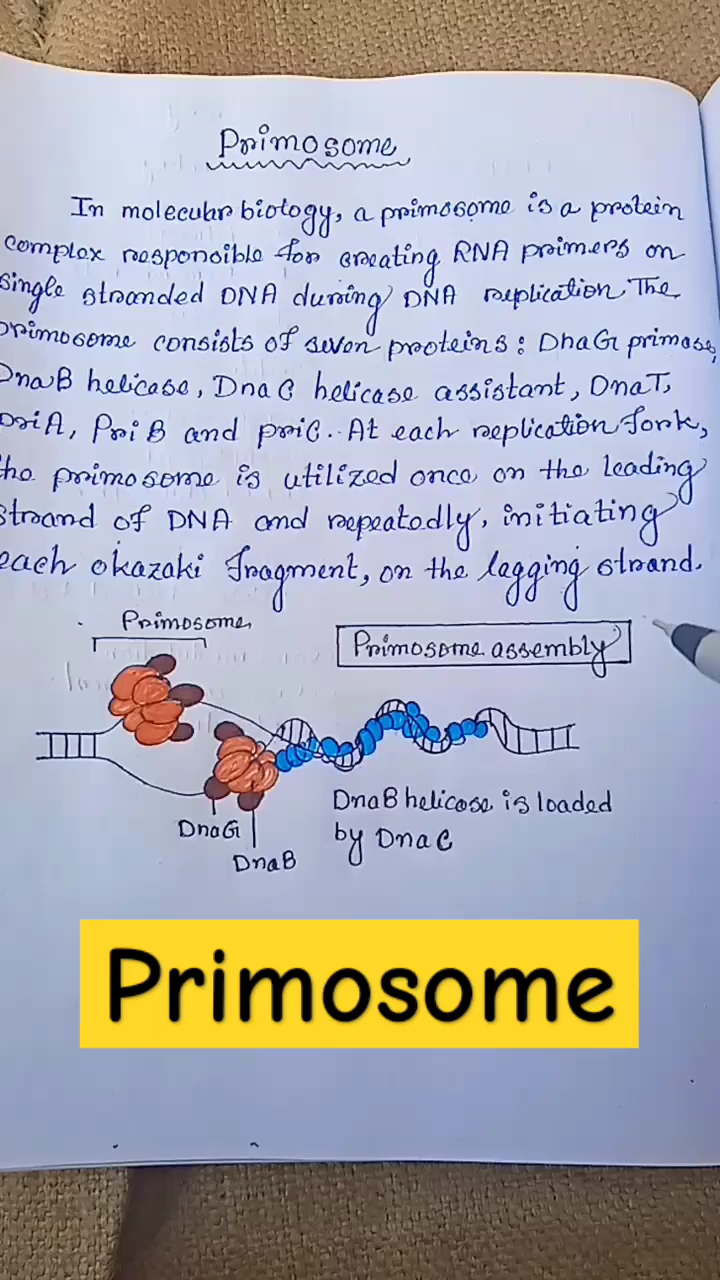 Primosome
In molecular biology, a primosome is a protein
complex responsible for creating RNA primers on
single stranded DNA during DNA replication. The
primosome consists of seven proteins: DnaG primase,
DnaB helicase, DnaC helicase assistant, DnaT,
PriA, PriB and priC. At each replication fork,
the primosome is utilized once on the leading
strand of DNA and repeatedly, initiating
each okazaki fragment, on the lagging strand.
Primosome
Primosome assembly
DnaG
DnaB
DnaB helicase is loaded
by DnaC
Primosome